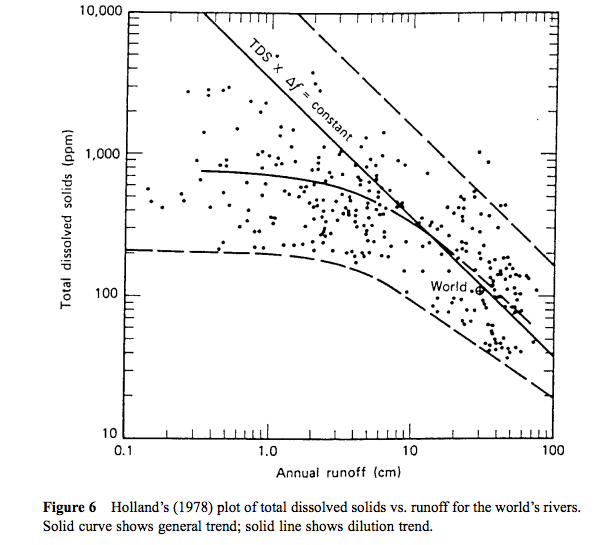 10,000
1,000
100
10
Total dissolved solids (ppm)
TDS × Δf = constant
World
0.1
1.0
10
100
Annual runoff (cm)
Figure 6 Holland's (1978) plot of total dissolved solids vs. runoff for the world's rivers.
Solid curve shows general trend; solid line shows dilution trend.